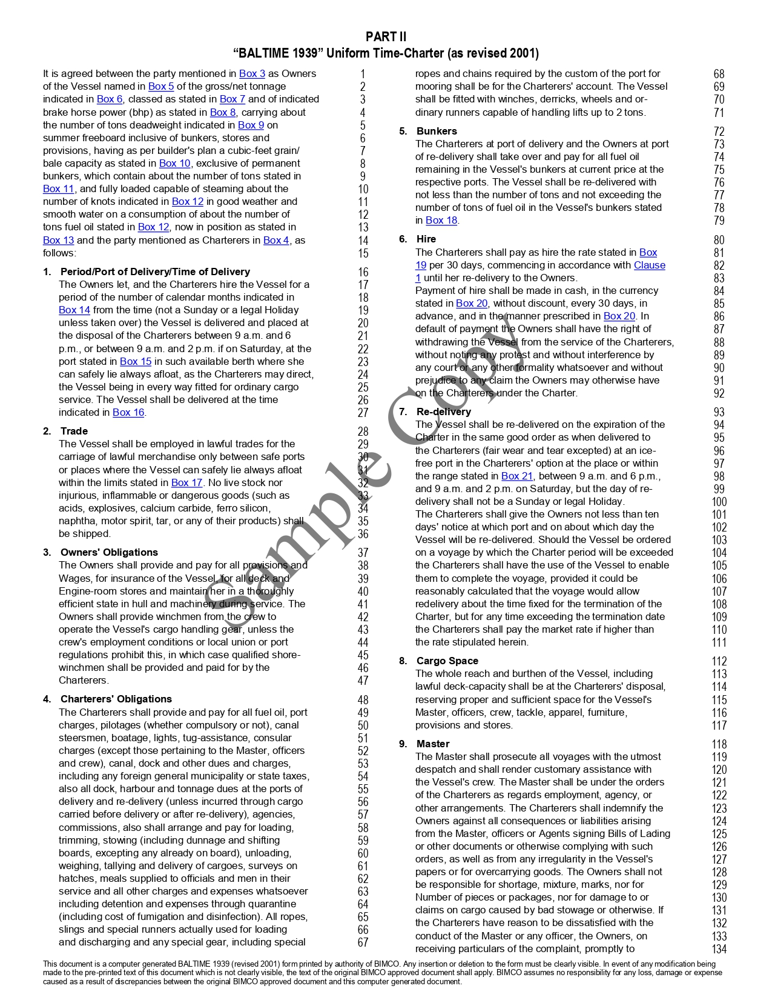 PART II
“BALTIME 1939” Uniform Time-Charter (as revised 2001)
It is agreed between the party mentioned in Box 3 as Owners 1
of the Vessel named in Box 5 of the gross/net tonnage 2
indicated in Box 6, classed as stated in Box 7 and of indicated 3
brake horse power (bhp) as stated in Box 8, carrying about 4
the number of tons deadweight indicated in Box 9 on 5
summer freeboard inclusive of bunkers, stores and 6
provisions, having as per builder's plan a cubic-feet grain/ 7
bale capacity as stated in Box 10, exclusive of permanent 8
bunkers, which contain about the number of tons stated in 9
Box 11, and fully loaded capable of steaming about the 10
number of knots indicated in Box 12 in good weather and 11
smooth water on a consumption of about the number of 12
tons fuel oil stated in Box 12, now in position as stated in 13
Box 13 and the party mentioned as Charterers in Box 4, as 14
follows: 15
1. Period/Port of Delivery/Time of Delivery 16
The Owners let, and the Charterers hire the Vessel for a 17
period of the number of calendar months indicated in 18
Box 14 from the time (not a Sunday or a legal Holiday 19
unless taken over) the Vessel is delivered and placed at 20
the disposal of the Charterers between 9 a.m. and 6 21
p.m., or between 9 a.m. and 2 p.m. if on Saturday, at the 22
port stated in Box 15 in such available berth where she 23
can safely lie always afloat, as the Charterers may direct, 24
the Vessel being in every way fitted for ordinary cargo 25
service. The Vessel shall be delivered at the time 26
indicated in Box 16. 27
2. Trade 28
The Vessel shall be employed in lawful trades for the 29
carriage of lawful merchandise only between safe ports 30
or places where the Vessel can safely lie always afloat 31
within the limits stated in Box 17. No live stock nor 32
injurious, inflammable or dangerous goods (such as 33
acids, explosives, calcium carbide, ferro silicon, 34
naphtha, motor spirit, tar, or any of their products) shall 35
be shipped. 36
3. Owners' Obligations 37
The Owners shall provide and pay for all provisions and 38
Wages, for insurance of the Vessel, for all deck and 39
Engine-room stores and maintain her in a thoroughly 40
efficient state in hull and machinery during service. The 41
Owners shall provide winchmen from the crew to 42
operate the Vessel's cargo handling gear, unless the 43
crew's employment conditions or local union or port 44
regulations prohibit this, in which case qualified shore- 45
winchmen shall be provided and paid for by the 46
Charterers. 47
4. Charterers' Obligations 48
The Charterers shall provide and pay for all fuel oil, port 49
charges, pilotages (whether compulsory or not), canal 50
steersmen, boatage, lights, tug-assistance, consular 51
charges (except those pertaining to the Master, officers 52
and crew), canal, dock and other dues and charges, 53
including any foreign general municipality or state taxes, 54
also all dock, harbour and tonnage dues at the ports of 55
delivery and re-delivery (unless incurred through cargo 56
carried before delivery or after re-delivery), agencies, 57
commissions, also shall arrange and pay for loading, 58
trimming, stowing (including dunnage and shifting 59
boards, excepting any already on board), unloading, 60
weighing, tallying and delivery of cargoes, surveys on 61
hatches, meals supplied to officials and men in their 62
service and all other charges and expenses whatsoever 63
including detention and expenses through quarantine 64
(including cost of fumigation and disinfection). All ropes, 65
slings and special runners actually used for loading 66
and discharging and any special gear, including special 67
ropes and chains required by the custom of the port for 68
mooring shall be for the Charterers' account. The Vessel 69
shall be fitted with winches, derricks, wheels and or- 70
dinary runners capable of handling lifts up to 2 tons. 71
5. Bunkers 72
The Charterers at port of delivery and the Owners at port 73
of re-delivery shall take over and pay for all fuel oil 74
remaining in the Vessel's bunkers at current price at the 75
respective ports. The Vessel shall be re-delivered with 76
not less than the number of tons and not exceeding the 77
number of tons of fuel oil in the Vessel's bunkers stated 78
in Box 18. 79
6. Hire 80
The Charterers shall pay as hire the rate stated in Box 81
19 per 30 days, commencing in accordance with Clause 82
1 until her re-delivery to the Owners. 83
Payment of hire shall be made in cash, in the currency 84
stated in Box 20, without discount, every 30 days, in 85
advance, and in the manner prescribed in Box 20. In 86
default of payment the Owners shall have the right of 87
withdrawing the Vessel from the service of the Charterers, 88
without noting any protest and without interference by 89
any court or any other formality whatsoever and without 90
prejudice to any claim the Owners may otherwise have 91
on the Charterers under the Charter. 92
7. Re-delivery 93
The Vessel shall be re-delivered on the expiration of the 94
Charter in the same good order as when delivered to 95
the Charterers (fair wear and tear excepted) at an ice- 96
free port in the Charterers' option at the place or within 97
the range stated in Box 21, between 9 a.m. and 6 p.m., 98
and 9 a.m. and 2 p.m. on Saturday, but the day of re- 99
delivery shall not be a Sunday or legal Holiday. 100
The Charterers shall give the Owners not less than ten 101
days' notice at which port and on about which day the 102
Vessel will be re-delivered. Should the Vessel be ordered 103
on a voyage by which the Charter period will be exceeded 104
the Charterers shall have the use of the Vessel to enable 105
them to complete the voyage, provided it could be 106
reasonably calculated that the voyage would allow 107
redelivery about the time fixed for the termination of the 108
Charter, but for any time exceeding the termination date 109
the Charterers shall pay the market rate if higher than 110
the rate stipulated herein. 111
8. Cargo Space 112
The whole reach and burthen of the Vessel, including 113
lawful deck-capacity shall be at the Charterers' disposal, 114
reserving proper and sufficient space for the Vessel's 115
Master, officers, crew, tackle, apparel, furniture, 116
provisions and stores. 117
9. Master 118
The Master shall prosecute all voyages with the utmost 119
despatch and shall render customary assistance with 120
the Vessel's crew. The Master shall be under the orders 121
of the Charterers as regards employment, agency, or 122
other arrangements. The Charterers shall indemnify the 123
Owners against all consequences or liabilities arising 124
from the Master, officers or Agents signing Bills of Lading 125
or other documents or otherwise complying with such 126
orders, as well as from any irregularity in the Vessel's 127
papers or for overcarrying goods. The Owners shall not 128
be responsible for shortage, mixture, marks, nor for 129
Number of pieces or packages, nor for damage to or 130
claims on cargo caused by bad stowage or otherwise. If 131
the Charterers have reason to be dissatisfied with the 132
conduct of the Master or any officer, the Owners, on 133
receiving particulars of the complaint, promptly to 134
Sample Copy
This document is a computer generated BALTIME 1939 (revised 2001) form printed by authority of BIMCO. Any insertion or deletion to the form must be clearly visible. In event of any modification being
made to the pre-printed text of this document which is not clearly visible, the text of the original BIMCO approved document shall apply. BIMCO assumes no responsibility for any loss, damage or expense
caused as a result of discrepancies between the original BIMCO approved document and this computer generated document.